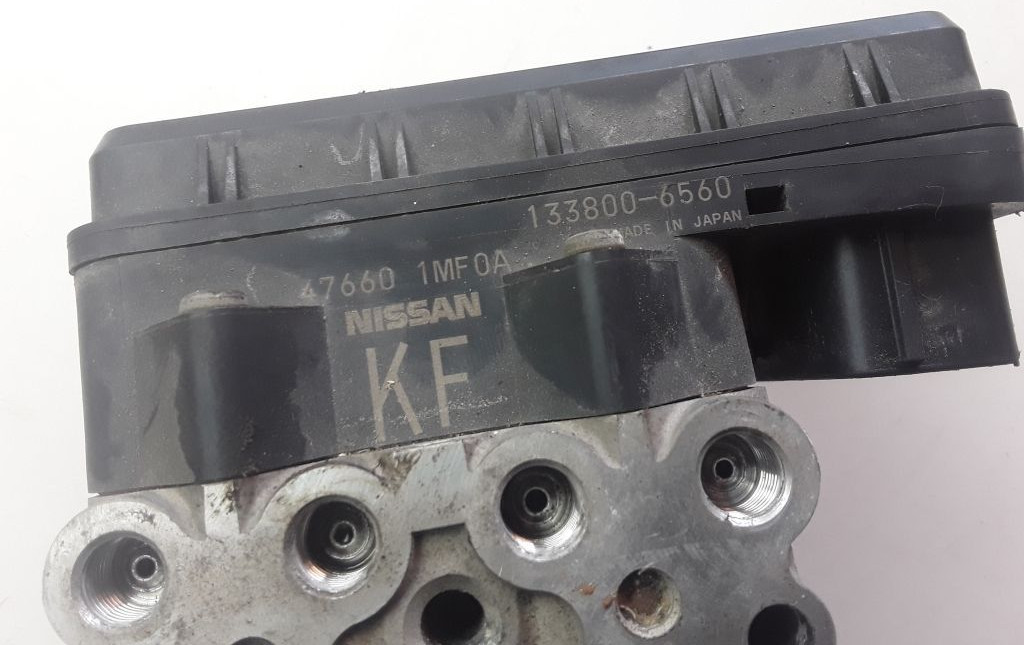 133800-6560
MADE IN JAPAN
47660 1MF0A
NISSAN
KF